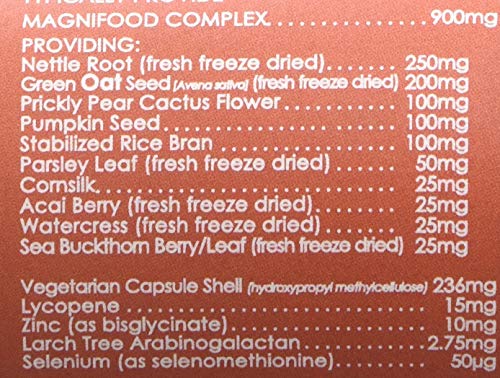 MAGNIFOOD COMPLEX.............900mg
PROVIDING:
Nettle Root (fresh freeze dried)..........250mg
Green Oat Seed (Avena sativa) (fresh freeze dried) 200mg
Prickly Pear Cactus Flower...............100mg
Pumpkin Seed...............100mg
Stabilized Rice Bran...............100mg
Parsley Leaf (fresh freeze dried)..........50mg
Cornsilk...............25mg
Acai Berry (fresh freeze dried)...............25mg
Watercress (fresh freeze dried)...............25mg
Sea Buckthorn Berry/Leaf (fresh freeze dried) 25mg
Vegetarian Capsule Shell (hydroxypropyl methylcellulose) 236mg
Lycopene...............15mg
Zinc (as bisglycinate)...............10mg
Larch Tree Arabinogalactan...............2.75mg
Selenium (as selenomethionine)..........50µg